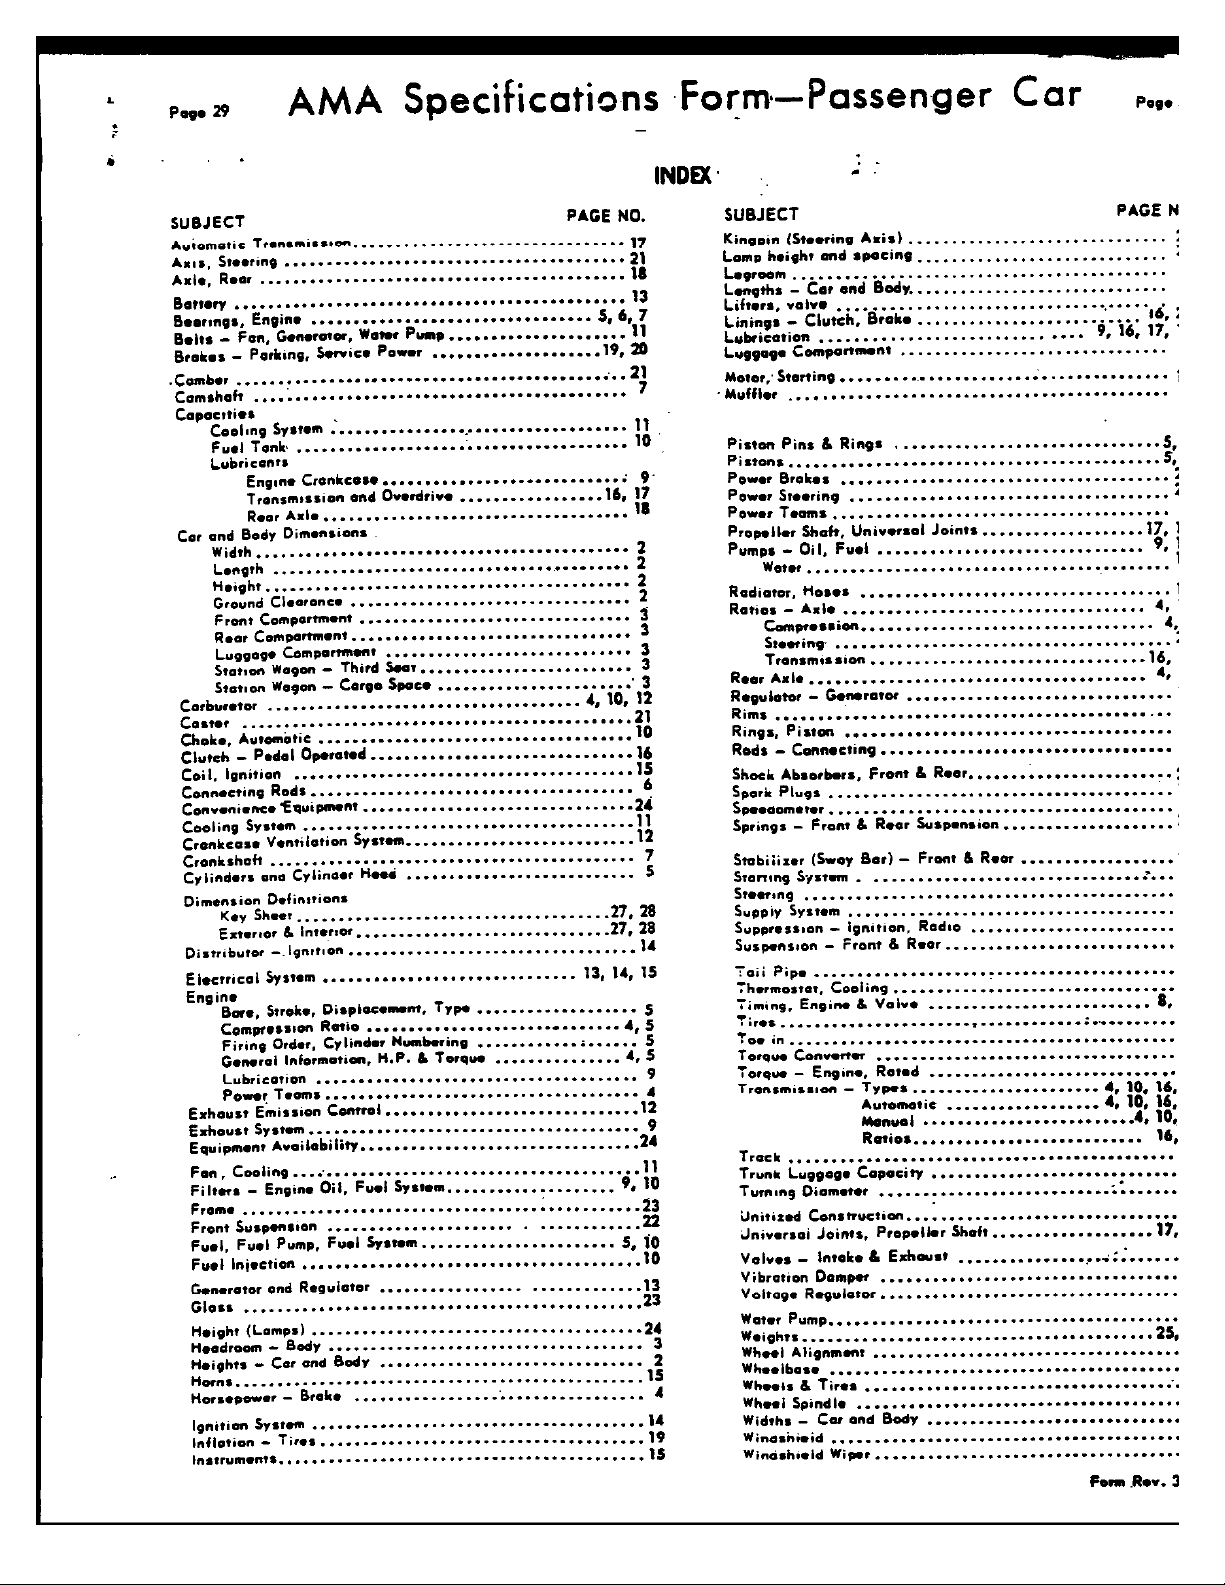 Page 29 AMA Specifications Form—Passenger Car Page
INDEX
SUBJECT PAGE NO.
Automatic Transmission 17
Axis, Steering 21
Axle, Rear 18
Battery 13
Bearings, Engine 5, 6, 7
Belts - Fan, Generator, Water Pump 11
Brakes - Parking, Service Power 19, 20
Camber 21
Camshaft 7
Capacities
Cooling System 11
Fuel Tank 10
Lubricants
Engine Crankcase 9
Transmission and Overdrive 16, 17
Rear Axle 18
Car and Body Dimensions
Width 2
Length 2
Height 2
Ground Clearance 2
Front Compartment 3
Rear Compartment 3
Luggage Compartment 3
Station Wagon - Third Seat 3
Station Wagon - Cargo Space 3
Carburetor 4, 10, 12
Caster 21
Choke, Automatic 10
Clutch - Pedal Operated 16
Coil, Ignition 15
Connecting Rods 6
Convenience Equipment 24
Cooling System 11
Crankcase Ventilation System 12
Crankshaft 7
Cylinders and Cylinder Head 5
Dimension Definitions
Key Sheet 27, 28
Exterior & Interior 27, 28
Distributor - Ignition 14
Electrical System 13, 14, 15
Engine
Bore, Stroke, Displacement, Type 5
Compression Ratio 4, 5
Firing Order, Cylinder Numbering 5
General Information, H.P. & Torque 4, 5
Lubrication 9
Power Teams 4
Exhaust Emission Control 12
Exhaust System 9
Equipment Availability 24
Fan, Cooling 11
Filters - Engine Oil, Fuel System 9, 10
Frame 23
Front Suspension 22
Fuel, Fuel Pump, Fuel System 5, 10
Fuel Injection 10
Generator and Regulator 13
Glass 23
Height (Lamps) 24
Headroom - Body 3
Heights - Car and Body 2
Horns 15
Horsepower - Brake 4
Ignition System 14
Inflation - Tires 19
Instruments 15
SUBJECT PAGE N
Kingpin (Steering Axis)
Lamp height and spacing
Legroom
Lengths - Car and Body
Lifters, valve
Linings - Clutch, Brake 16,
Lubrication 9, 16, 17,
Luggage Compartment
Motor, Starting
Muffler
Piston Pins & Rings 5,
Pistons 5,
Power Brakes
Power Steering
Power Teams
Propeller Shaft, Universal Joints 17,
Pumps - Oil, Fuel 9,
Water
Radiator, Hoses
Ratios - Axle 4,
Compression 4,
Steering
Transmission 16,
Rear Axle 4,
Regulator - Generator
Rims
Rings, Piston
Rods - Connecting
Shock Absorbers, Front & Rear
Spark Plugs
Speedometer
Springs - Front & Rear Suspension
Stabilizer (Sway Bar) - Front & Rear
Starting System
Steering
Supply System
Suppression - Ignition, Radio
Suspension - Front & Rear
Tail Pipe
Thermostat, Cooling
Timing, Engine & Valve 8,
Tires
Toe in
Torque Converter
Torque - Engine, Rated
Transmission - Types 4, 10, 16,
Automatic 4, 10, 16,
Manual 4, 10,
Ratios 16,
Track
Trunk Luggage Capacity
Turning Diameter
Unitized Construction
Universal Joints, Propeller Shaft 17,
Valves - Intake & Exhaust
Vibration Damper
Voltage Regulator
Water Pump
Weights 25,
Wheel Alignment
Wheelbase
Wheels & Tires
Wheel Spindle
Widths - Car and Body
Windshield
Windshield Wiper
Form Rev. 3